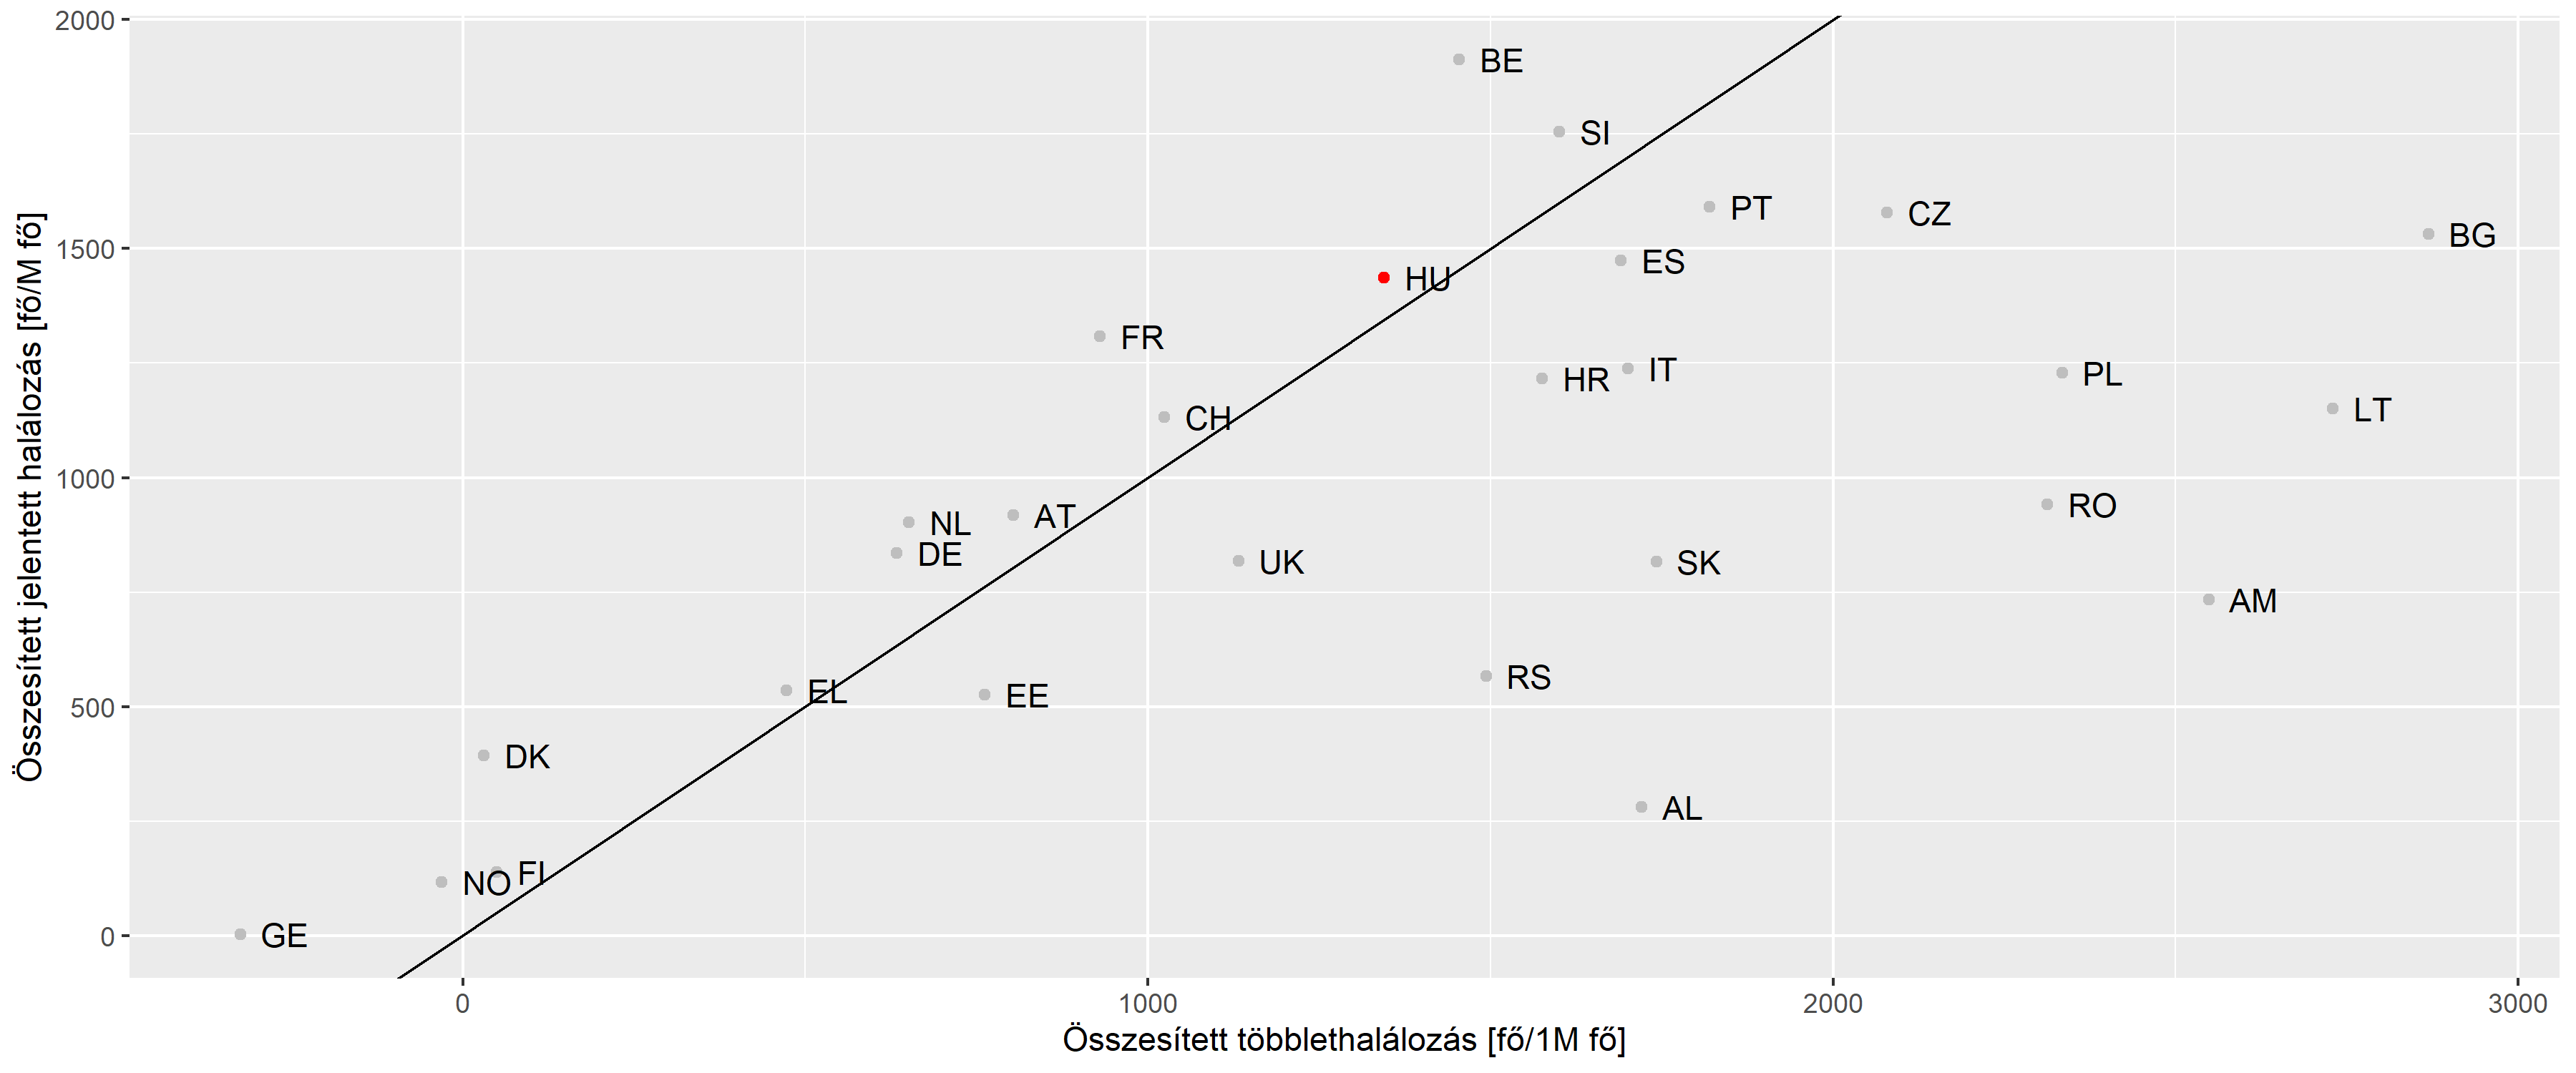 Összesített jelentett halálozás [fő/M fő]
2000
1500
1000
500
0
BE
SI
PT
CZ
BG
ES
HU
FR
IT
HR
PL
LT
CH
RO
NL
AT
DE
UK
SK
AM
RS
EL
EE
DK
AL
FI
NO
GE
0
1000
2000
3000
Összesített többlethalálozás [fő/1M fő]